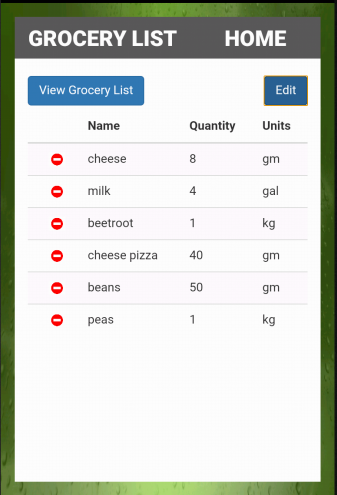 GROCERY LIST HOME
View Grocery List Edit
Name Quantity Units
cheese 8 gm
milk 4 gal
beetroot 1 kg
cheese pizza 40 gm
beans 50 gm
peas 1 kg